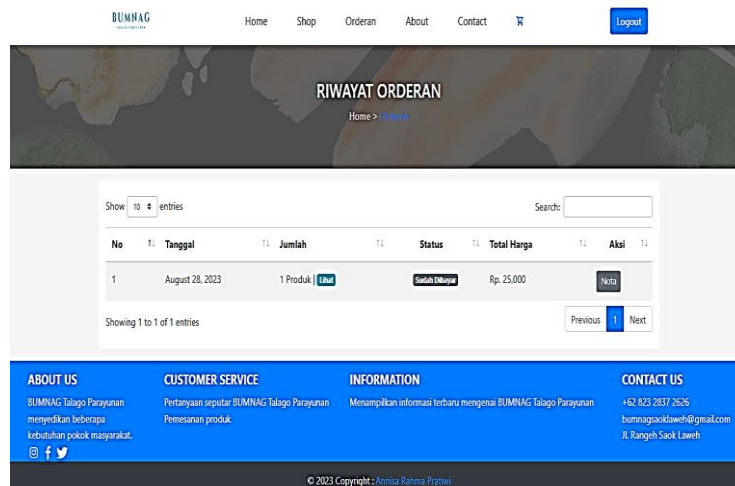 BUMNAG
Home Shop Orderan About Contact Logout
RIWAYAT ORDERAN
Home > Orderan
Show 10 entries Search:
No Tanggal Jumlah Status Total Harga Aksi
1 August 28, 2023 1 Produk | Lihat Sudah Dibayar Rp. 25,000 Nota
Showing 1 to 1 of 1 entries Previous 1 Next
ABOUT US
BUMNAG Talago Parayunan
menyedikan beberapa
kebutuhan pokok masyarakat.
CUSTOMER SERVICE
Pertanyaan seputar BUMNAG Talago Parayunan
Pemesanan produk
INFORMATION
Menampilkan informasi terbaru mengenai BUMNAG Talago Parayunan
CONTACT US
+62 823 2837 2626
bumnagsaoklaweh@gmail.com
Jl. Rangeh Saok Laweh
© 2023 Copyright : Annisa Rahma Pratiwi